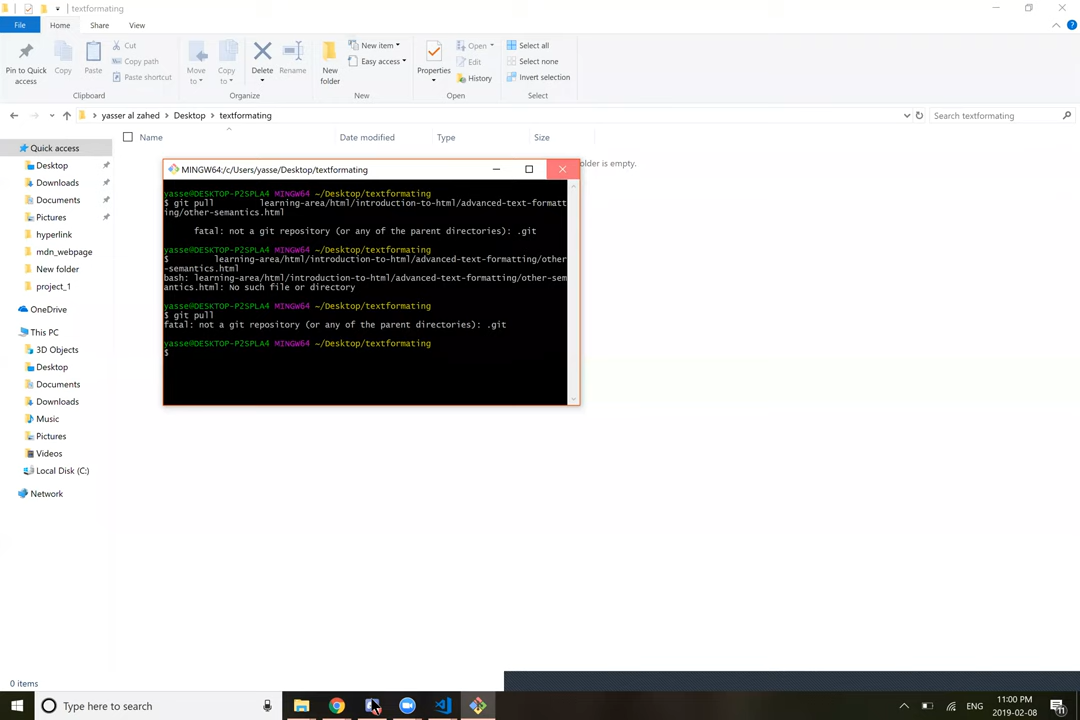 textformating
File
Home
Share
View
Pin to Quick
access
Copy
Paste
Cut
Copy path
Paste shortcut
Clipboard
Move
to
Copy
to
Delete
Rename
Organize
New
folder
New item
Easy access
New
Properties
Open
Edit
History
Open
Select all
Select none
Invert selection
Select
yasser al zahed
Desktop
textformating
Search textformating
Name
Date modified
Type
Size
older is empty.
Quick access
Desktop
Downloads
Documents
Pictures
hyperlink
mdn_webpage
New folder
project_1
OneDrive
This PC
3D Objects
Desktop
Documents
Downloads
Music
Pictures
Videos
Local Disk (C:)
Network
MINGW64:/c/Users/yasse/Desktop/textformating
yasse@DESKTOP-P2SPLA4 MINGW64 ~/Desktop/textformating
$ git pull        learning-area/html/introduction-to-html/advanced-text-formatt
ing/other-semantics.html
fatal: not a git repository (or any of the parent directories): .git
yasse@DESKTOP-P2SPLA4 MINGW64 ~/Desktop/textformating
$        learning-area/html/introduction-to-html/advanced-text-formatting/other
-semantics.html
bash: learning-area/html/introduction-to-html/advanced-text-formatting/other-sem
antics.html: No such file or directory
yasse@DESKTOP-P2SPLA4 MINGW64 ~/Desktop/textformating
$ git pull
fatal: not a git repository (or any of the parent directories): .git
yasse@DESKTOP-P2SPLA4 MINGW64 ~/Desktop/textformating
$
0 items
Type here to search
ENG
11:00 PM
2019-02-08